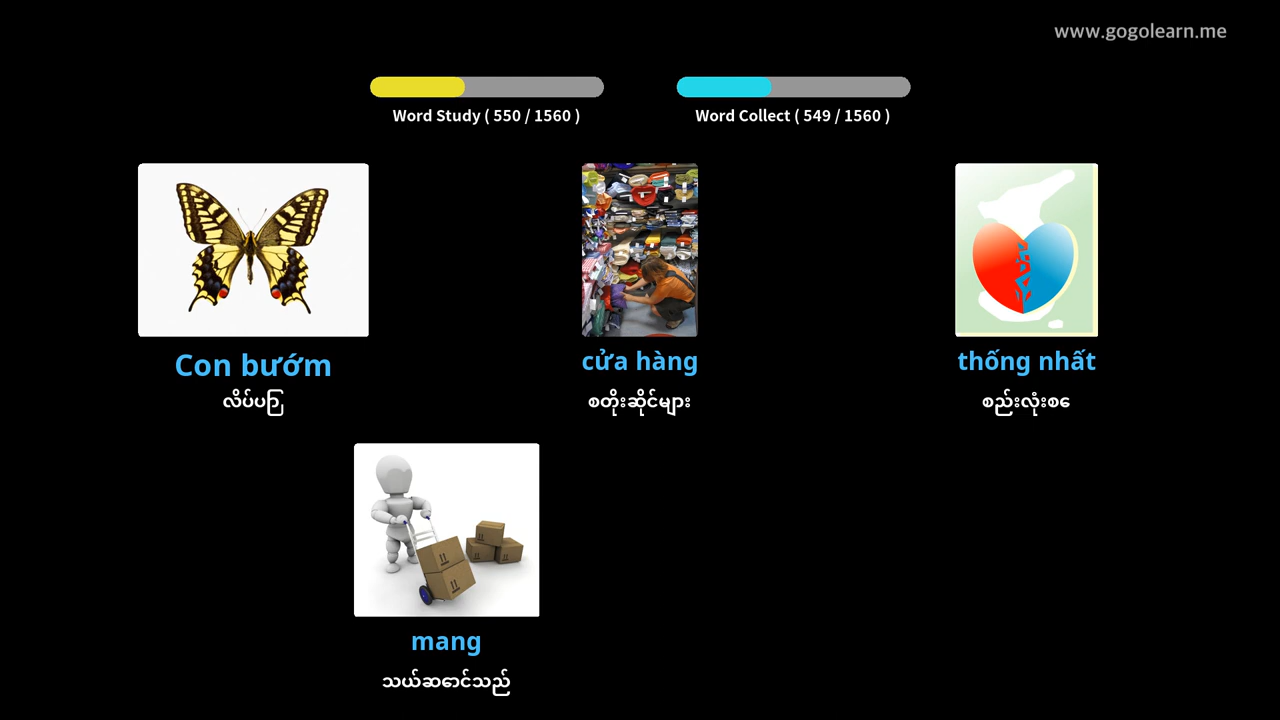 www.gogolearn.me
Word Study ( 550 / 1560 )
Word Collect ( 549 / 1560 )
Con bướm
လိပ်ပြာ
cửa hàng
စတိုးဆိုင်များ
thống nhất
စည်းလုံးစေ
mang
သယ်ဆောင်သည်